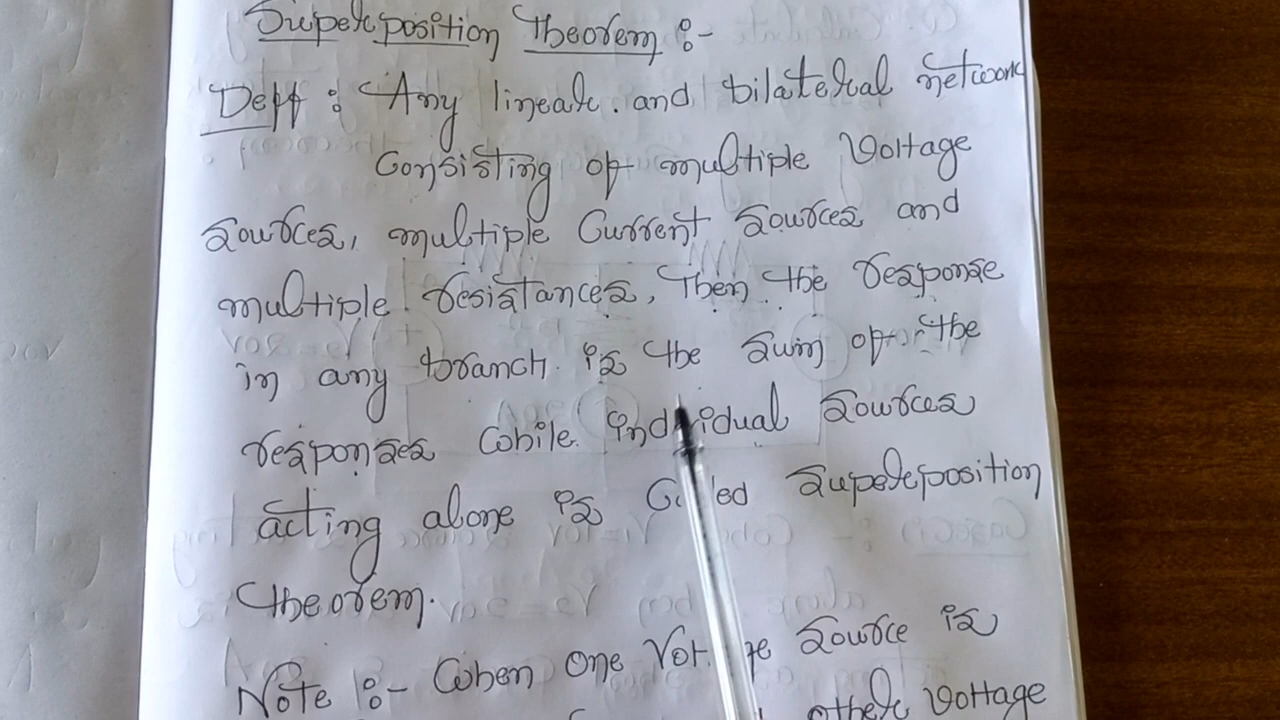 Superposition Theorem :-
Deff : Any linear and bilateral network
Consisting of multiple Voltage
Sources, multiple Current Sources and
multiple resistances, Then the response
in any branch is the sum of the
responses while individual Sources
acting alone is Called Superposition
Theorem.
Note :- When one Voltage Source is
other Voltage